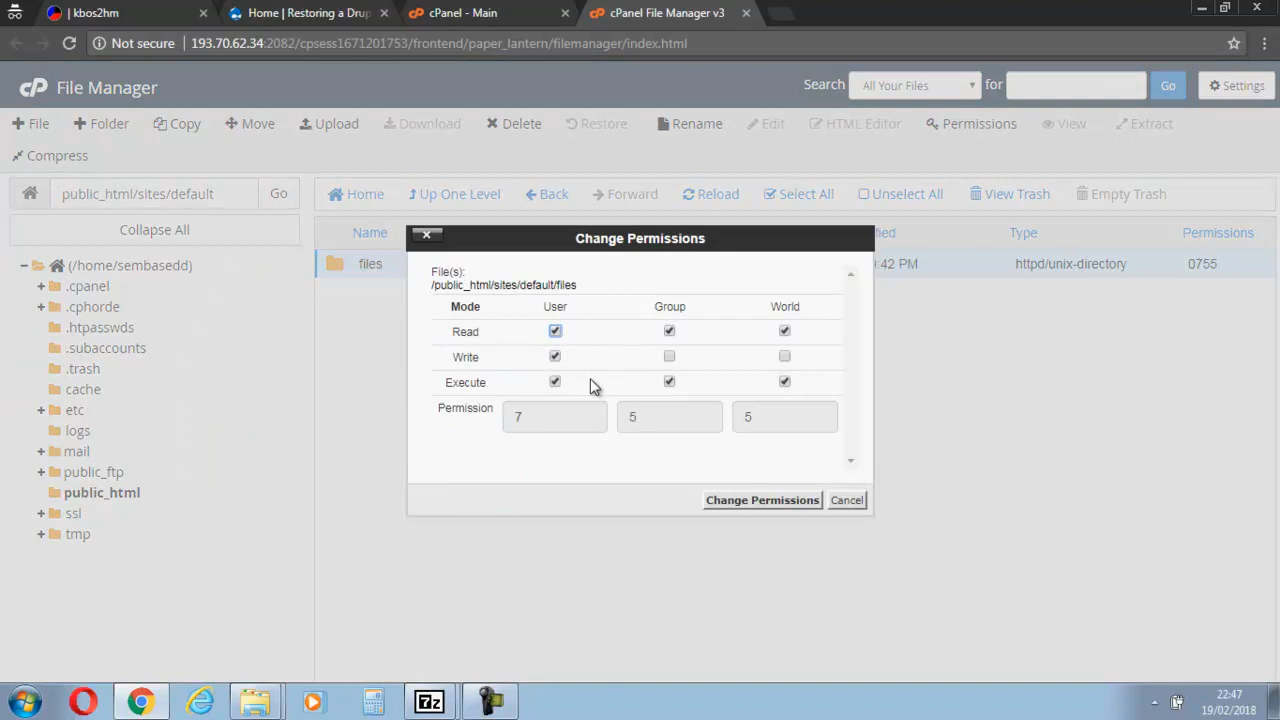 kbos2hm
Home | Restoring a Drup
cPanel - Main
cPanel File Manager v3
Not secure
193.70.62.34:2082/cpsess1671201753/frontend/paper_lantern/filemanager/index.html
cP File Manager
Search
All Your Files
for
Go
Settings
File
Folder
Copy
Move
Upload
Download
Delete
Restore
Rename
Edit
HTML Editor
Permissions
View
Extract
Compress
public_html/sites/default
Go
Home
Up One Level
Back
Forward
Reload
Select All
Unselect All
View Trash
Empty Trash
Collapse All
Name
Type
Permissions
files
:42 PM
httpd/unix-directory
0755
(/home/sembasedd)
.cpanel
.cphorde
.htpasswds
.subaccounts
.trash
cache
etc
logs
mail
public_ftp
public_html
ssl
tmp
Change Permissions
File(s):
/public_html/sites/default/files
Mode User Group World
Read
Write
Execute
Permission 7 5 5
Change Permissions
Cancel
7z
22:47
19/02/2018